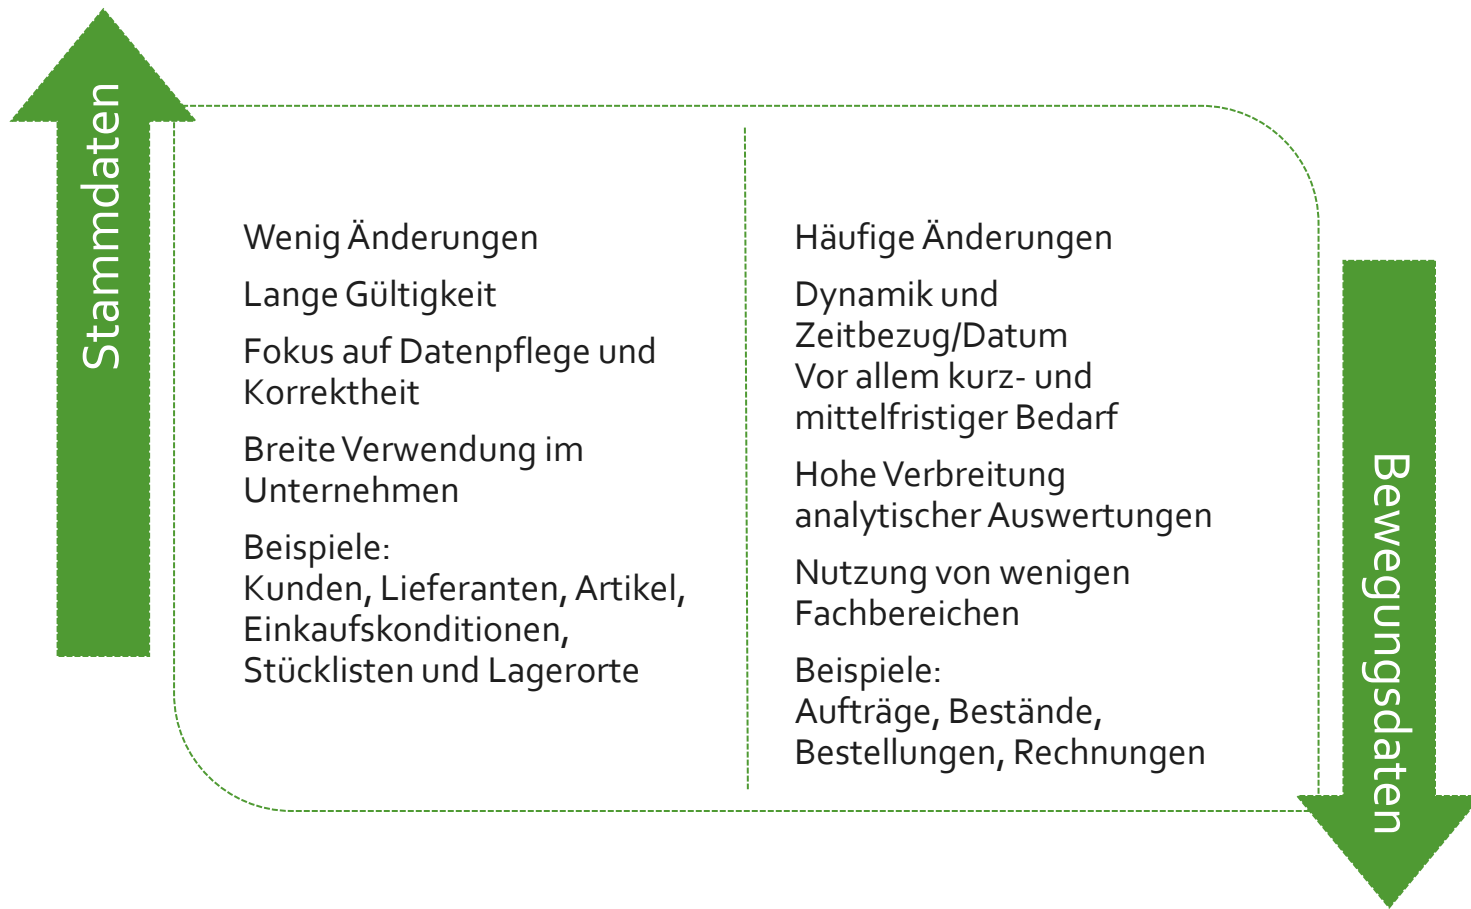 Stammdaten
Wenig Änderungen
Lange Gültigkeit
Fokus auf Datenpflege und
Korrektheit
Breite Verwendung im
Unternehmen
Beispiele:
Kunden, Lieferanten, Artikel,
Einkaufskonditionen,
Stücklisten und Lagerorte
Häufige Änderungen
Dynamik und
Zeitbezug/Datum
Vor allem kurz- und
mittelfristiger Bedarf
Hohe Verbreitung
analytischer Auswertungen
Nutzung von wenigen
Fachbereichen
Beispiele:
Aufträge, Bestände,
Bestellungen, Rechnungen
Bewegungsdaten